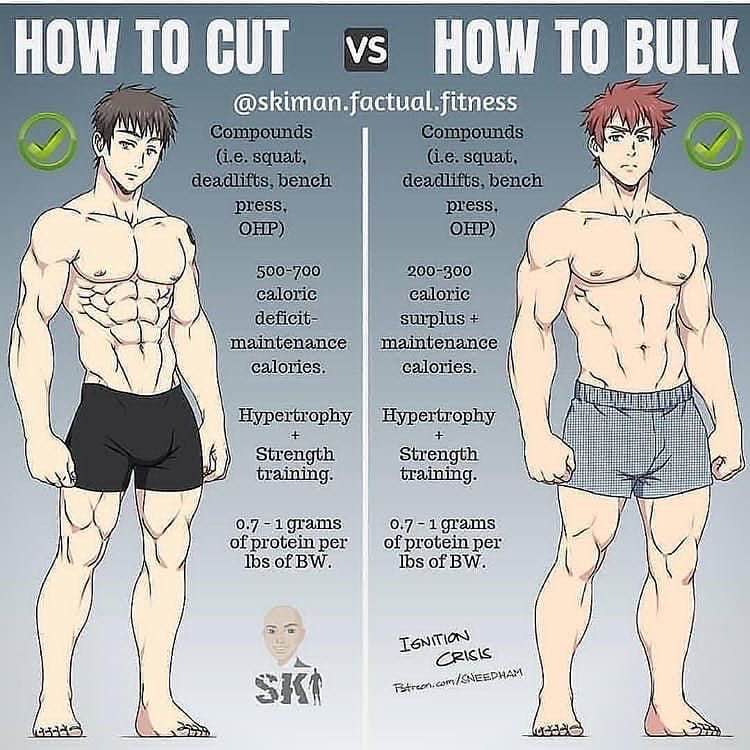 HOW TO CUT VS HOW TO BULK
@skiman.factual.fitness
Compounds
(i.e. squat,
deadlifts, bench
press,
OHP)
500-700
caloric
deficit-
maintenance
calories.
Hypertrophy
+
Strength
training.
0.7 - 1 grams
of protein per
lbs of BW.
SKI
Compounds
(i.e. squat,
deadlifts, bench
press,
OHP)
200-300
caloric
surplus +
maintenance
calories.
Hypertrophy
+
Strength
training.
0.7 - 1 grams
of protein per
lbs of BW.
IGNITION
CRISIS
Patreon.com/SNEEDHAM